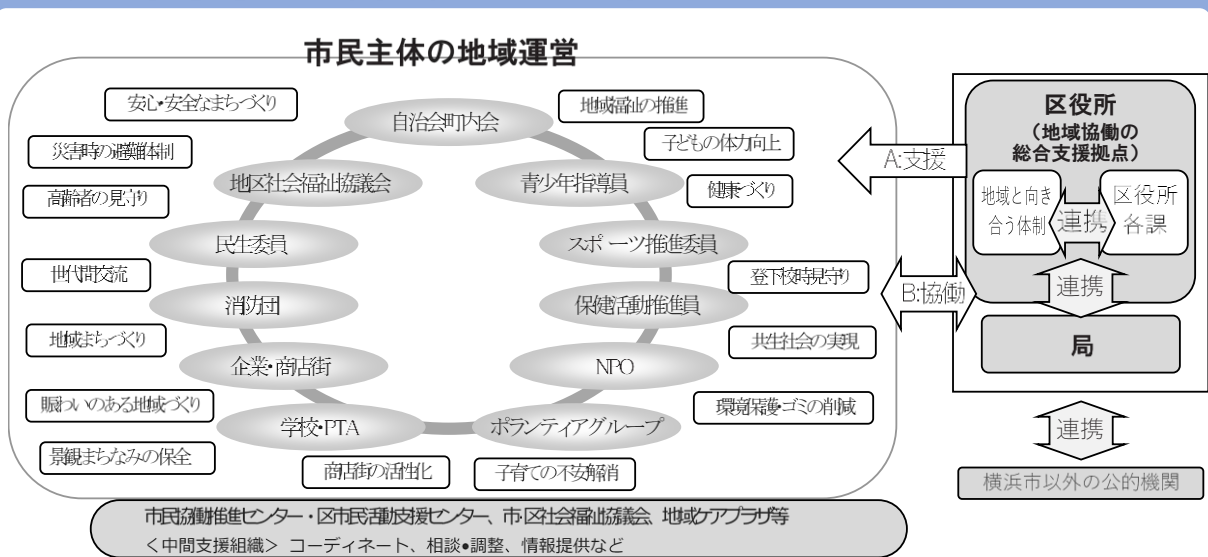 市民主体の地域運営
安心・安全なまちづくり
地域福祉の推進
自治会町内会
子どもの体力向上
災害時の避難体制
地区社会福祉協議会
青少年指導員
高齢者の見守り
健康づくり
民生委員
スポーツ推進委員
世代間交流
登下校時見守り
消防団
保健活動推進員
地域まちづくり
共生社会の実現
企業・商店街
NPO
賑わいのある地域づくり
環境保護・ゴミの削減
学校・PTA
ボランティアグループ
景観まちなみの保全
商店街の活性化
子育ての不安解消
A:支援
B:協働
区役所
（地域協働の
総合支援拠点）
地域と向き
合う体制
連携
区役所
各課
連携
局
連携
横浜市以外の公的機関
市民協働推進センター・区市民活動支援センター、市・区社会福祉協議会、地域ケアプラザ等
＜中間支援組織＞ コーディネート、相談・調整、情報提供など